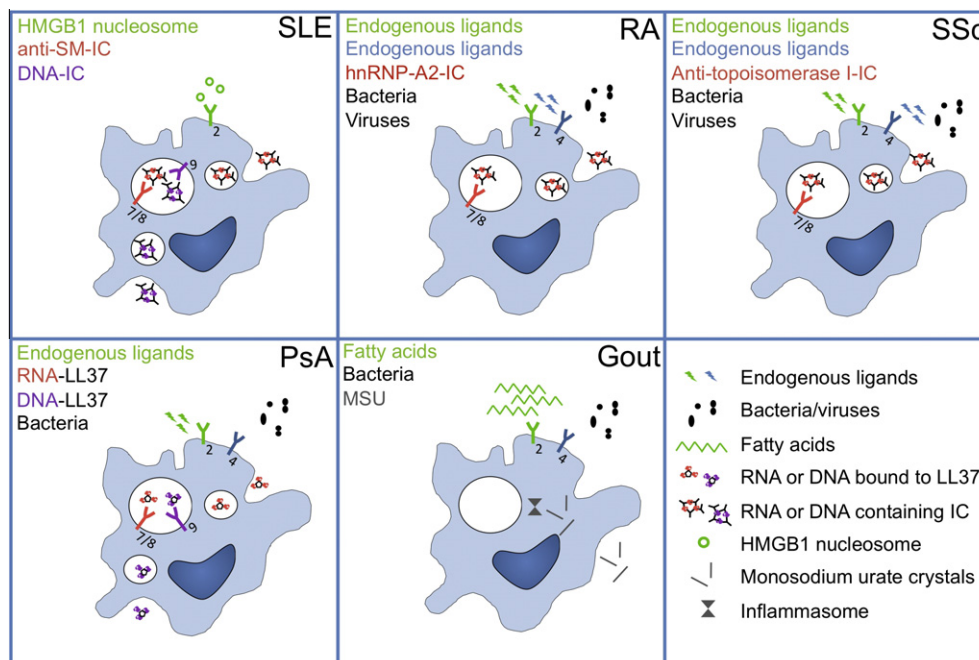 HMGB1 nucleosome
SLE
anti-SM-IC
DNA-IC
2
9
7/8
Endogenous ligands
RA
Endogenous ligands
hnRNP-A2-IC
Bacteria
Viruses
2
4
7/8
Endogenous ligands
SSc
Endogenous ligands
Anti-topoisomerase I-IC
Bacteria
Viruses
2
4
7/8
Endogenous ligands
PsA
RNA-LL37
DNA-LL37
Bacteria
2
4
7/8
9
Fatty acids
Gout
Bacteria
MSU
2
4
Endogenous ligands
Bacteria/viruses
Fatty acids
RNA or DNA bound to LL37
RNA or DNA containing IC
HMGB1 nucleosome
Monosodium urate crystals
Inflammasome